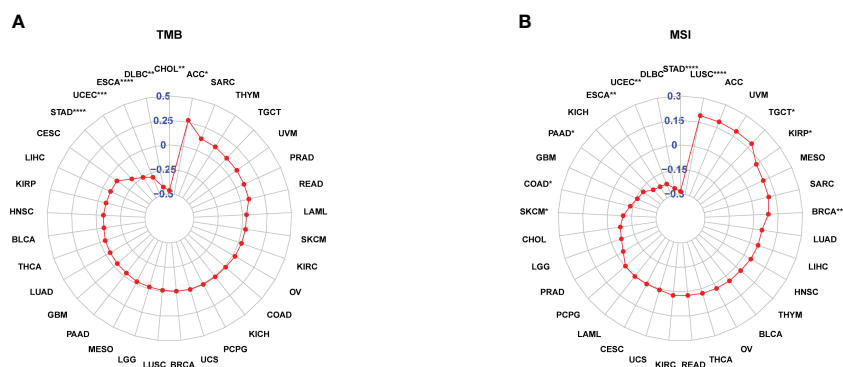 A
TMB
CHOL**
ACC*
SARC
THYM
TGCT
UVM
PRAD
READ
LAML
SKCM
KIRC
OV
COAD
KICH
PCPG
UCS
BRCA
LUSC
LGG
MESO
PAAD
GBM
LUAD
THCA
BLCA
HNSC
KIRP
LIHC
CESC
STAD****
UCEC***
ESCA****
DLBC**
0.5
0.25
0
−0.25
−0.5
B
MSI
STAD****
LUSC****
ACC
UVM
TGCT*
KIRP*
MESO
SARC
BRCA**
LUAD
LIHC
HNSC
THYM
BLCA
OV
THCA
READ
KIRC
UCS
CESC
LAML
PCPG
PRAD
LGG
CHOL
SKCM*
COAD*
GBM
PAAD*
KICH
ESCA**
UCEC**
DLBC
0.3
0.15
0
−0.15
−0.3